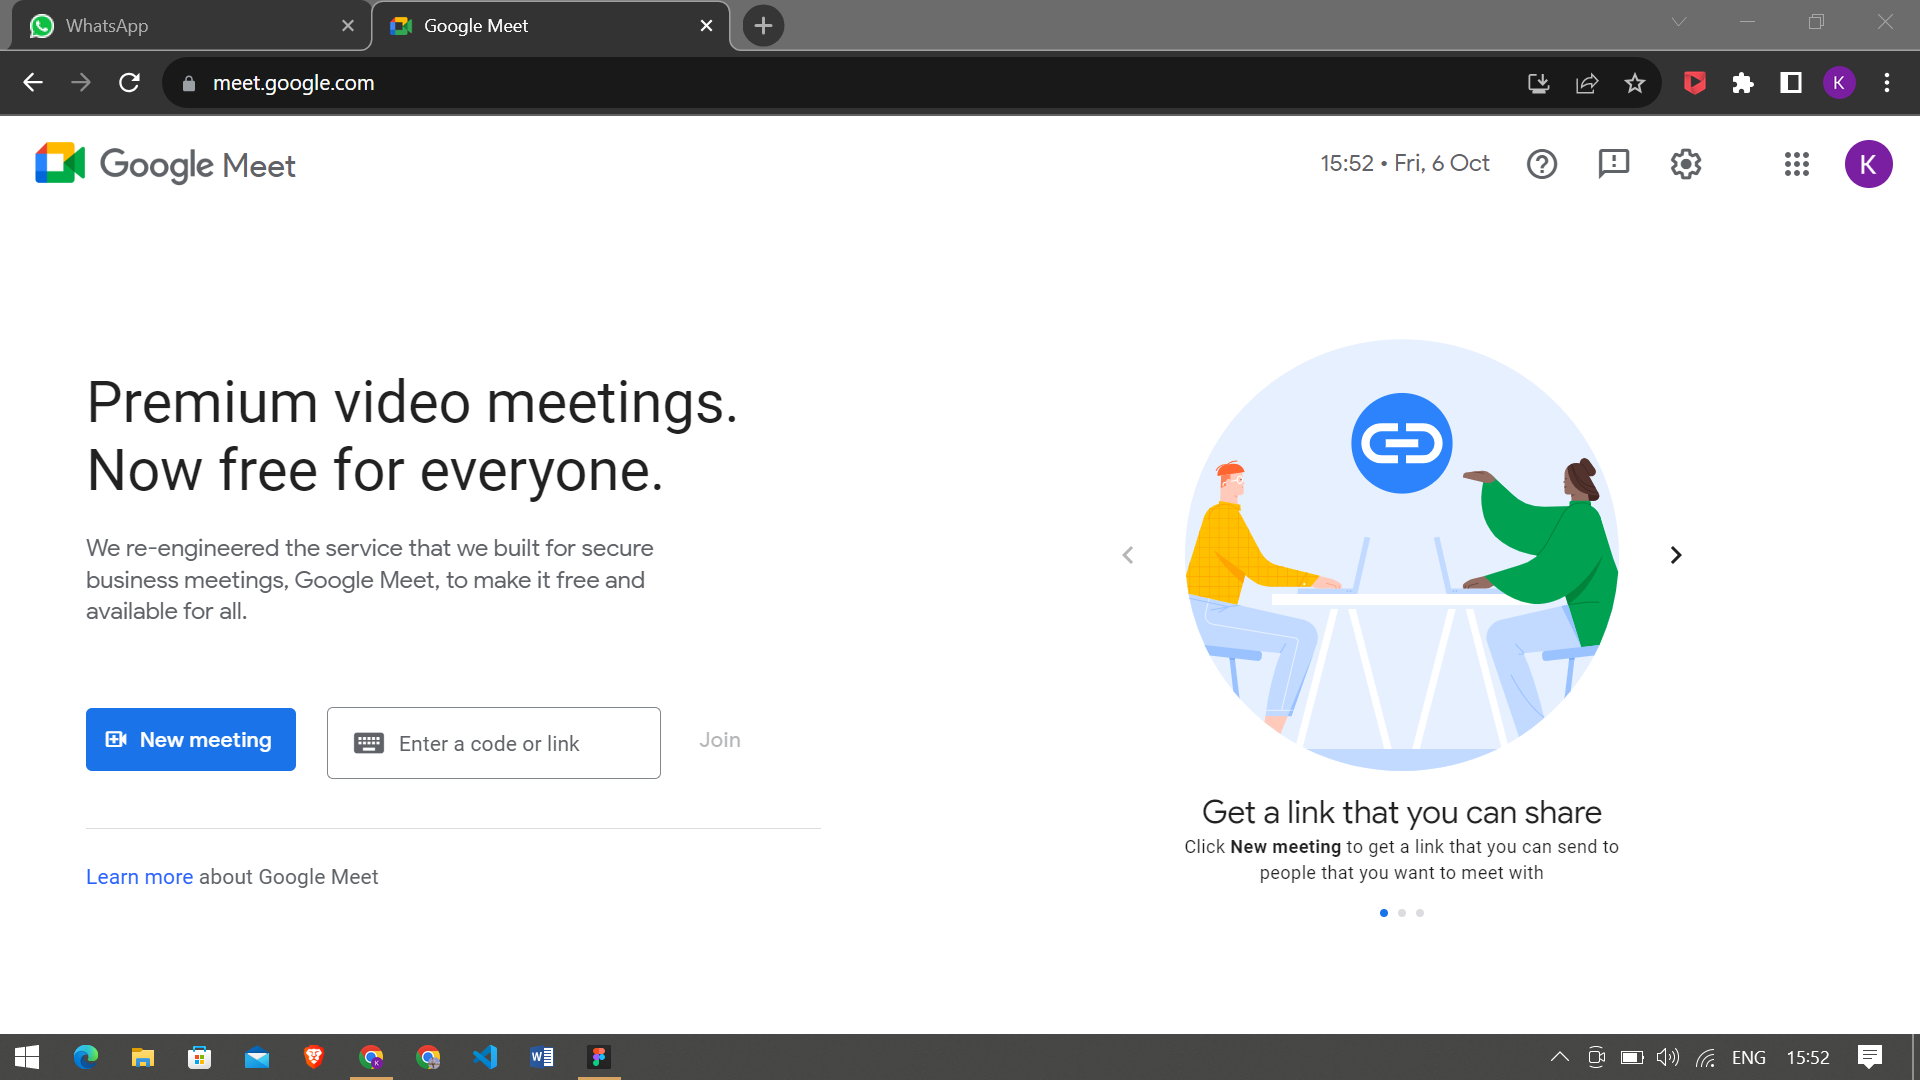 WhatsApp
Google Meet
meet.google.com
K
Google Meet
15:52 • Fri, 6 Oct
K
Premium video meetings.
Now free for everyone.
We re-engineered the service that we built for secure
business meetings, Google Meet, to make it free and
available for all.
New meeting
Enter a code or link
Join
Learn more about Google Meet
Get a link that you can share
Click New meeting to get a link that you can send to
people that you want to meet with
ENG
15:52